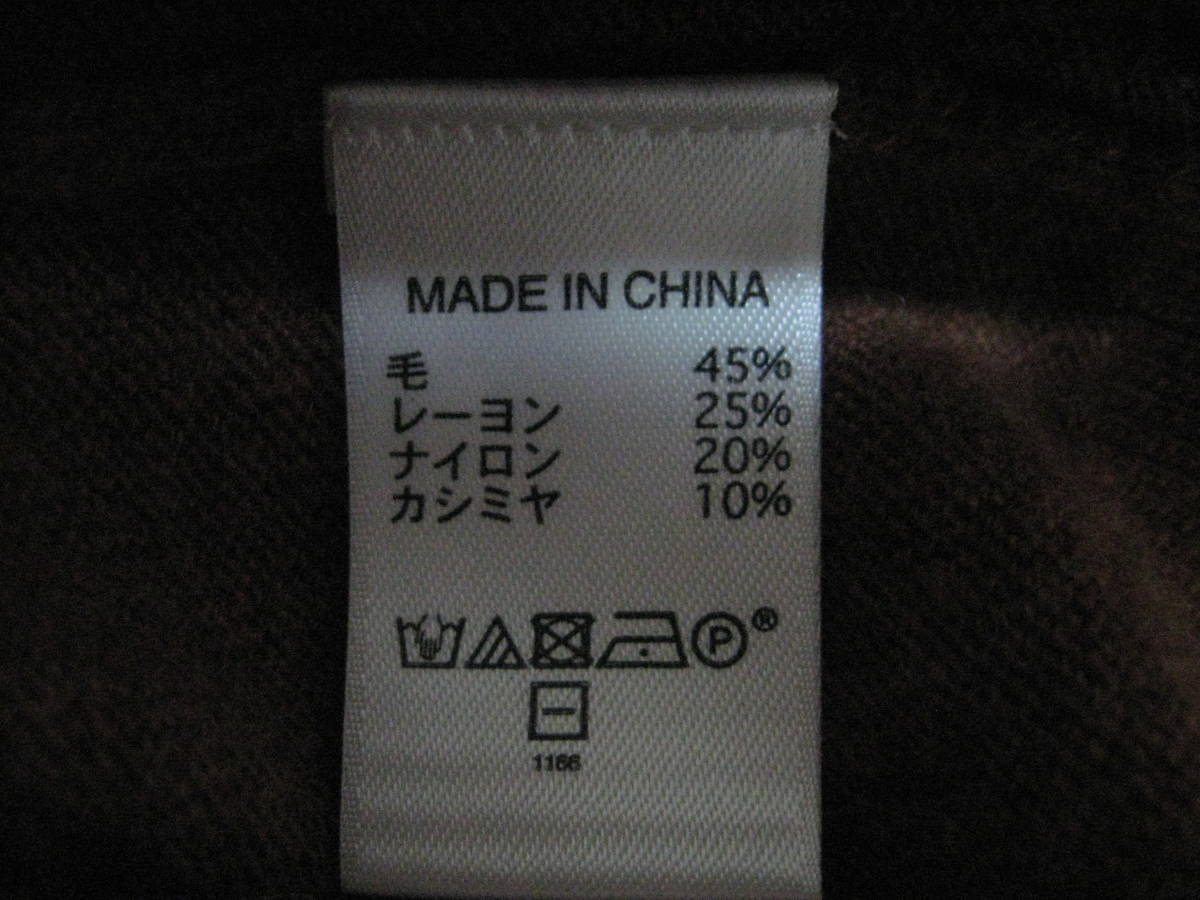 MADE IN CHINA
毛 45%
レーヨン 25%
ナイロン 20%
カシミヤ 10%
P ®
1166